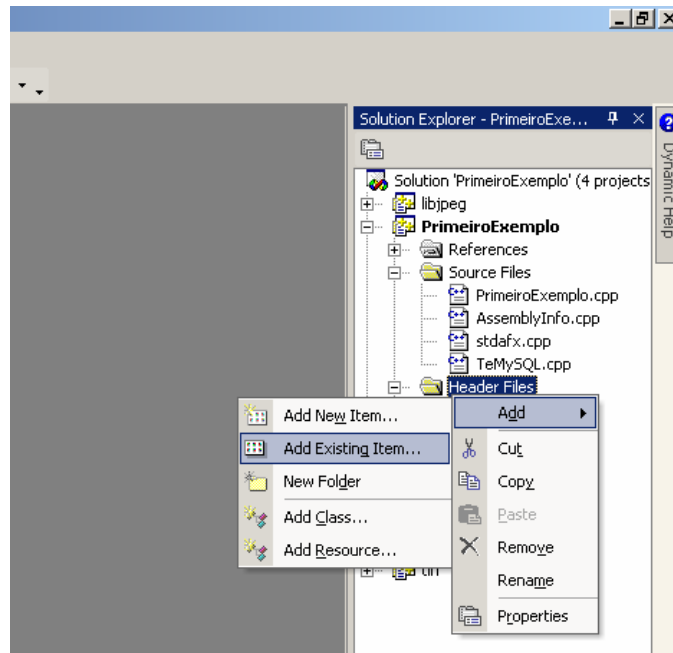 Solution Explorer - PrimeiroExe...
Dynamic Help
Solution 'PrimeiroExemplo' (4 projects
libjpeg
PrimeiroExemplo
References
Source Files
PrimeiroExemplo.cpp
AssemblyInfo.cpp
stdafx.cpp
TeMySQL.cpp
Header Files
Add New Item...
Add Existing Item...
New Folder
Add Class...
Add Resource...
Add
Cut
Copy
Paste
Remove
Rename
Properties